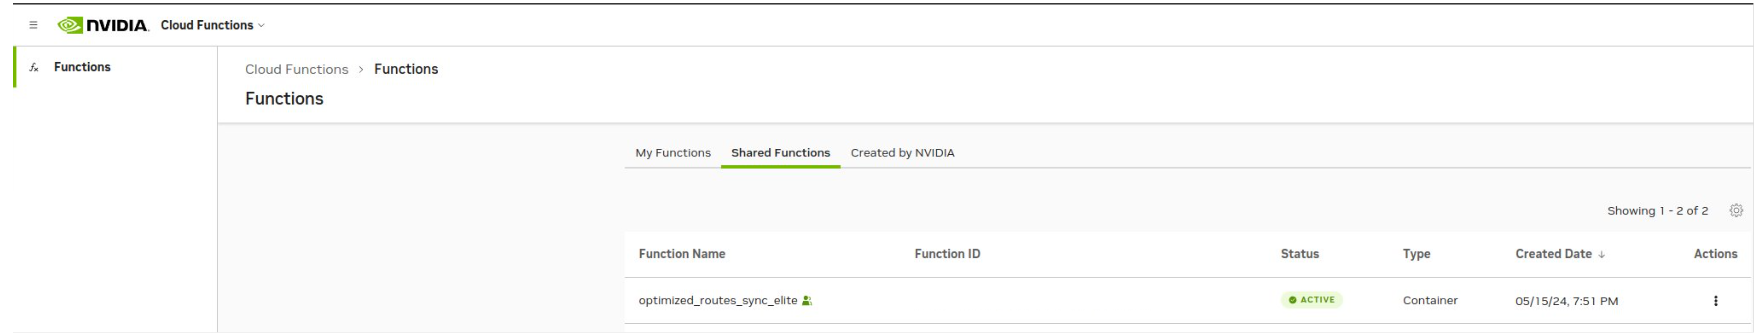 NVIDIA. Cloud Functions
Functions
Cloud Functions > Functions
Functions
My Functions Shared Functions Created by NVIDIA
Showing 1 - 2 of 2
Function Name Function ID Status Type Created Date ↓ Actions
optimized_routes_sync_elite ACTIVE Container 05/15/24, 7:51 PM